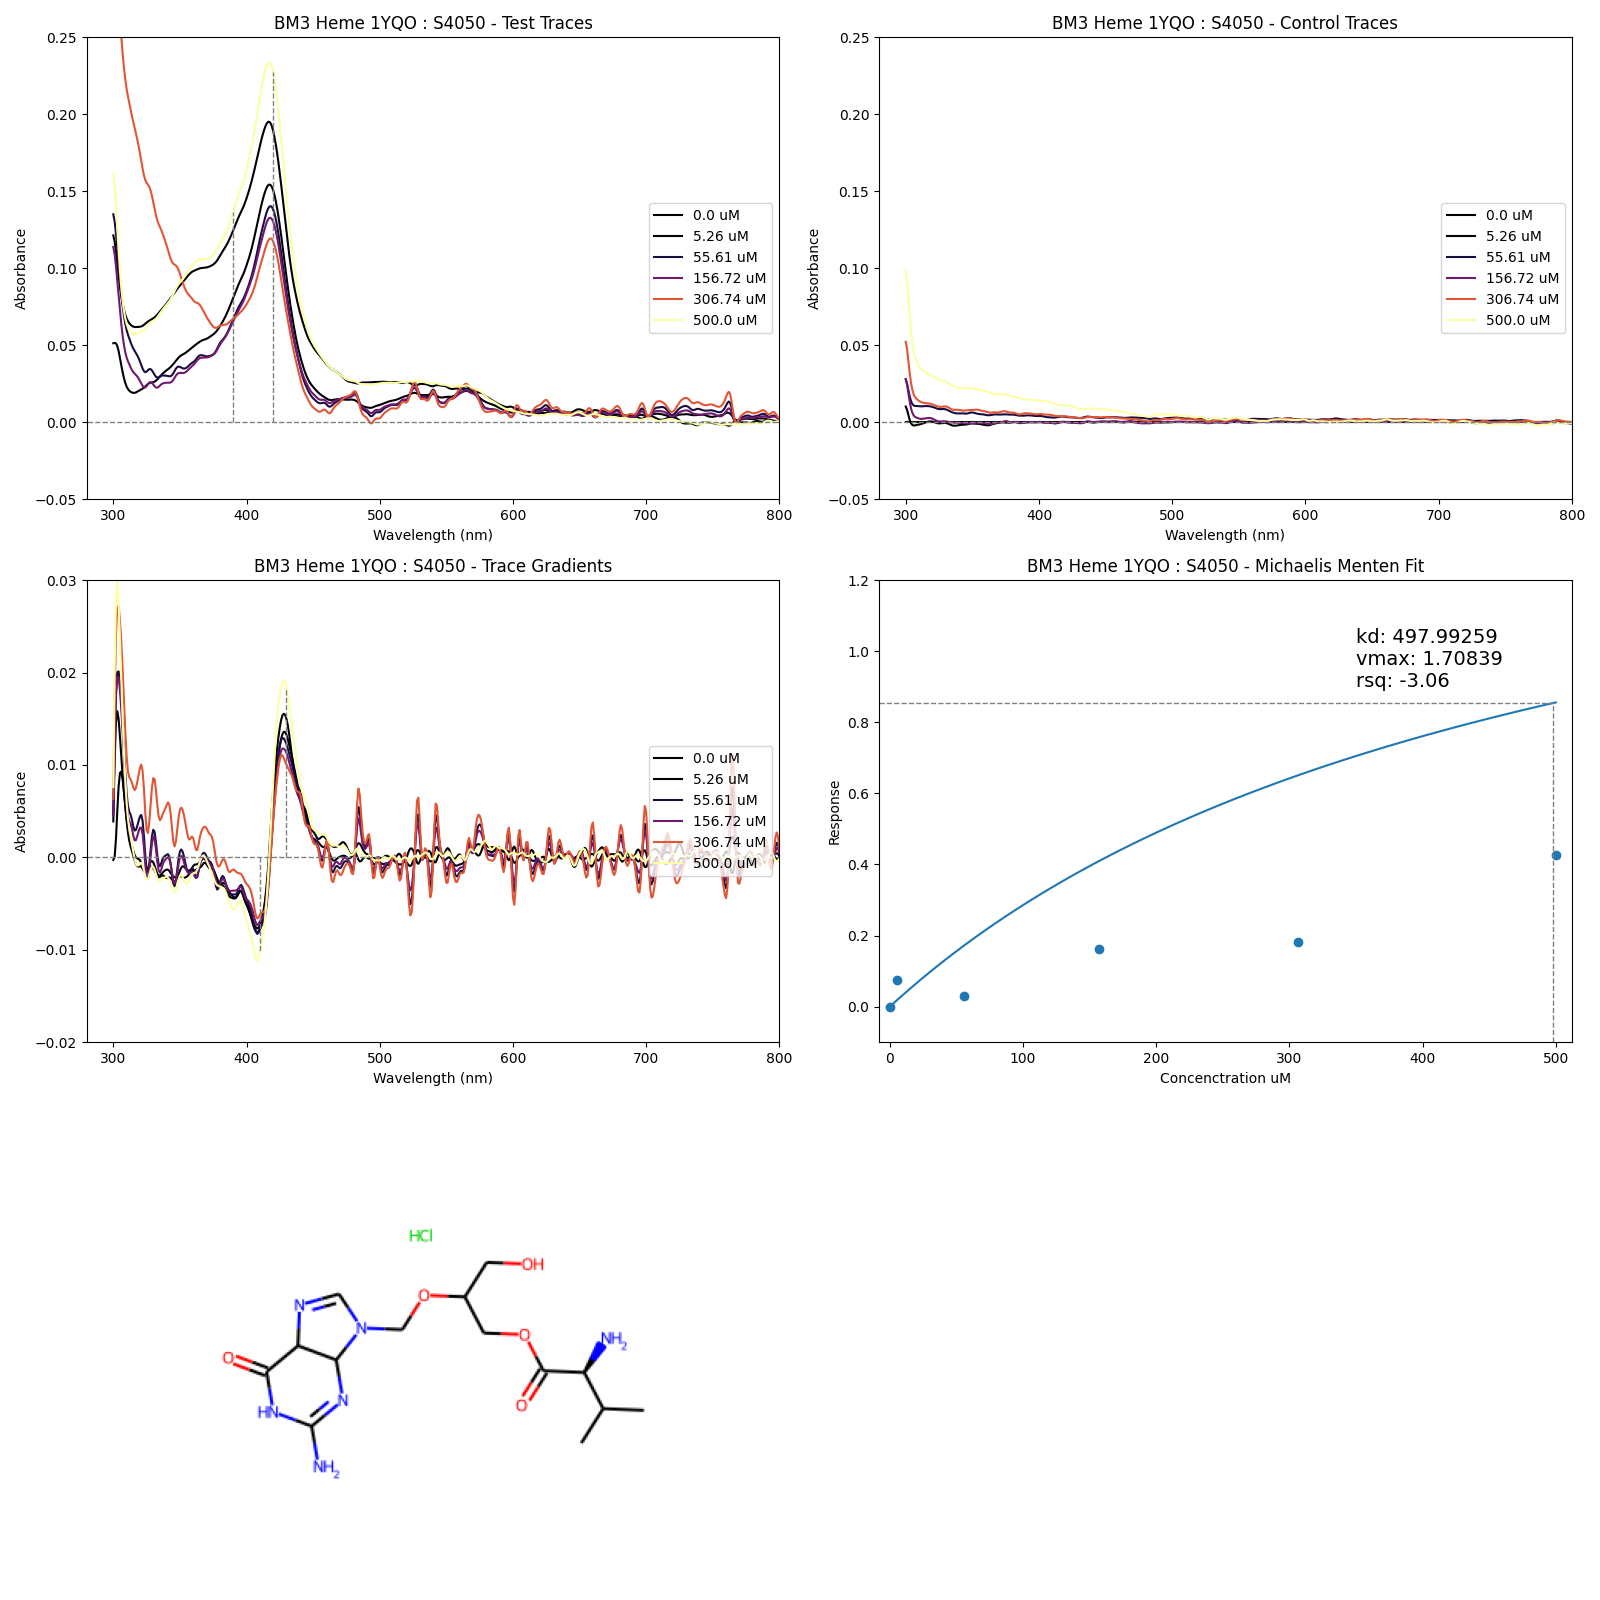 BM3 Heme 1YQO : S4050 - Test Traces
0.25
0.20
0.15
0.10
0.05
0.00
−0.05
Absorbance
300
400
500
600
700
800
Wavelength (nm)
0.0 uM
5.26 uM
55.61 uM
156.72 uM
306.74 uM
500.0 uM
BM3 Heme 1YQO : S4050 - Control Traces
0.25
0.20
0.15
0.10
0.05
0.00
−0.05
Absorbance
300
400
500
600
700
800
Wavelength (nm)
0.0 uM
5.26 uM
55.61 uM
156.72 uM
306.74 uM
500.0 uM
BM3 Heme 1YQO : S4050 - Trace Gradients
0.03
0.02
0.01
0.00
−0.01
−0.02
Absorbance
300
400
500
600
700
800
Wavelength (nm)
0.0 uM
5.26 uM
55.61 uM
156.72 uM
306.74 uM
500.0 uM
BM3 Heme 1YQO : S4050 - Michaelis Menten Fit
1.2
1.0
0.8
0.6
0.4
0.2
0.0
Response
kd: 497.99259
vmax: 1.70839
rsq: -3.06
0
100
200
300
400
500
Concenctration uM
HCl
OH
O
N
N
O
NH2
O
N
HN
O
NH2